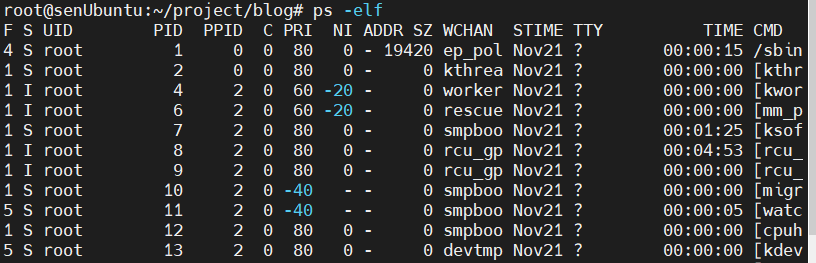 root@senUbuntu:~/project/blog# ps -elf
F S UID        PID  PPID  C PRI  NI ADDR SZ WCHAN  STIME TTY          TIME CMD
4 S root         1     0  0  80   0 - 19420 ep_pol Nov21 ?        00:00:15 /sbin
1 S root         2     0  0  80   0 -     0 kthrea Nov21 ?        00:00:00 [kthr
1 I root         4     2  0  60 -20 -     0 worker Nov21 ?        00:00:00 [kwor
1 I root         6     2  0  60 -20 -     0 rescue Nov21 ?        00:00:00 [mm_p
1 S root         7     2  0  80   0 -     0 smpboo Nov21 ?        00:01:25 [ksof
1 I root         8     2  0  80   0 -     0 rcu_gp Nov21 ?        00:04:53 [rcu_
1 I root         9     2  0  80   0 -     0 rcu_gp Nov21 ?        00:00:00 [rcu_
1 S root        10     2  0 -40   - -     0 smpboo Nov21 ?        00:00:00 [migr
5 S root        11     2  0 -40   - -     0 smpboo Nov21 ?        00:00:05 [watc
1 S root        12     2  0  80   0 -     0 smpboo Nov21 ?        00:00:00 [cpuh
5 S root        13     2  0  80   0 -     0 devtmp Nov21 ?        00:00:00 [kdev